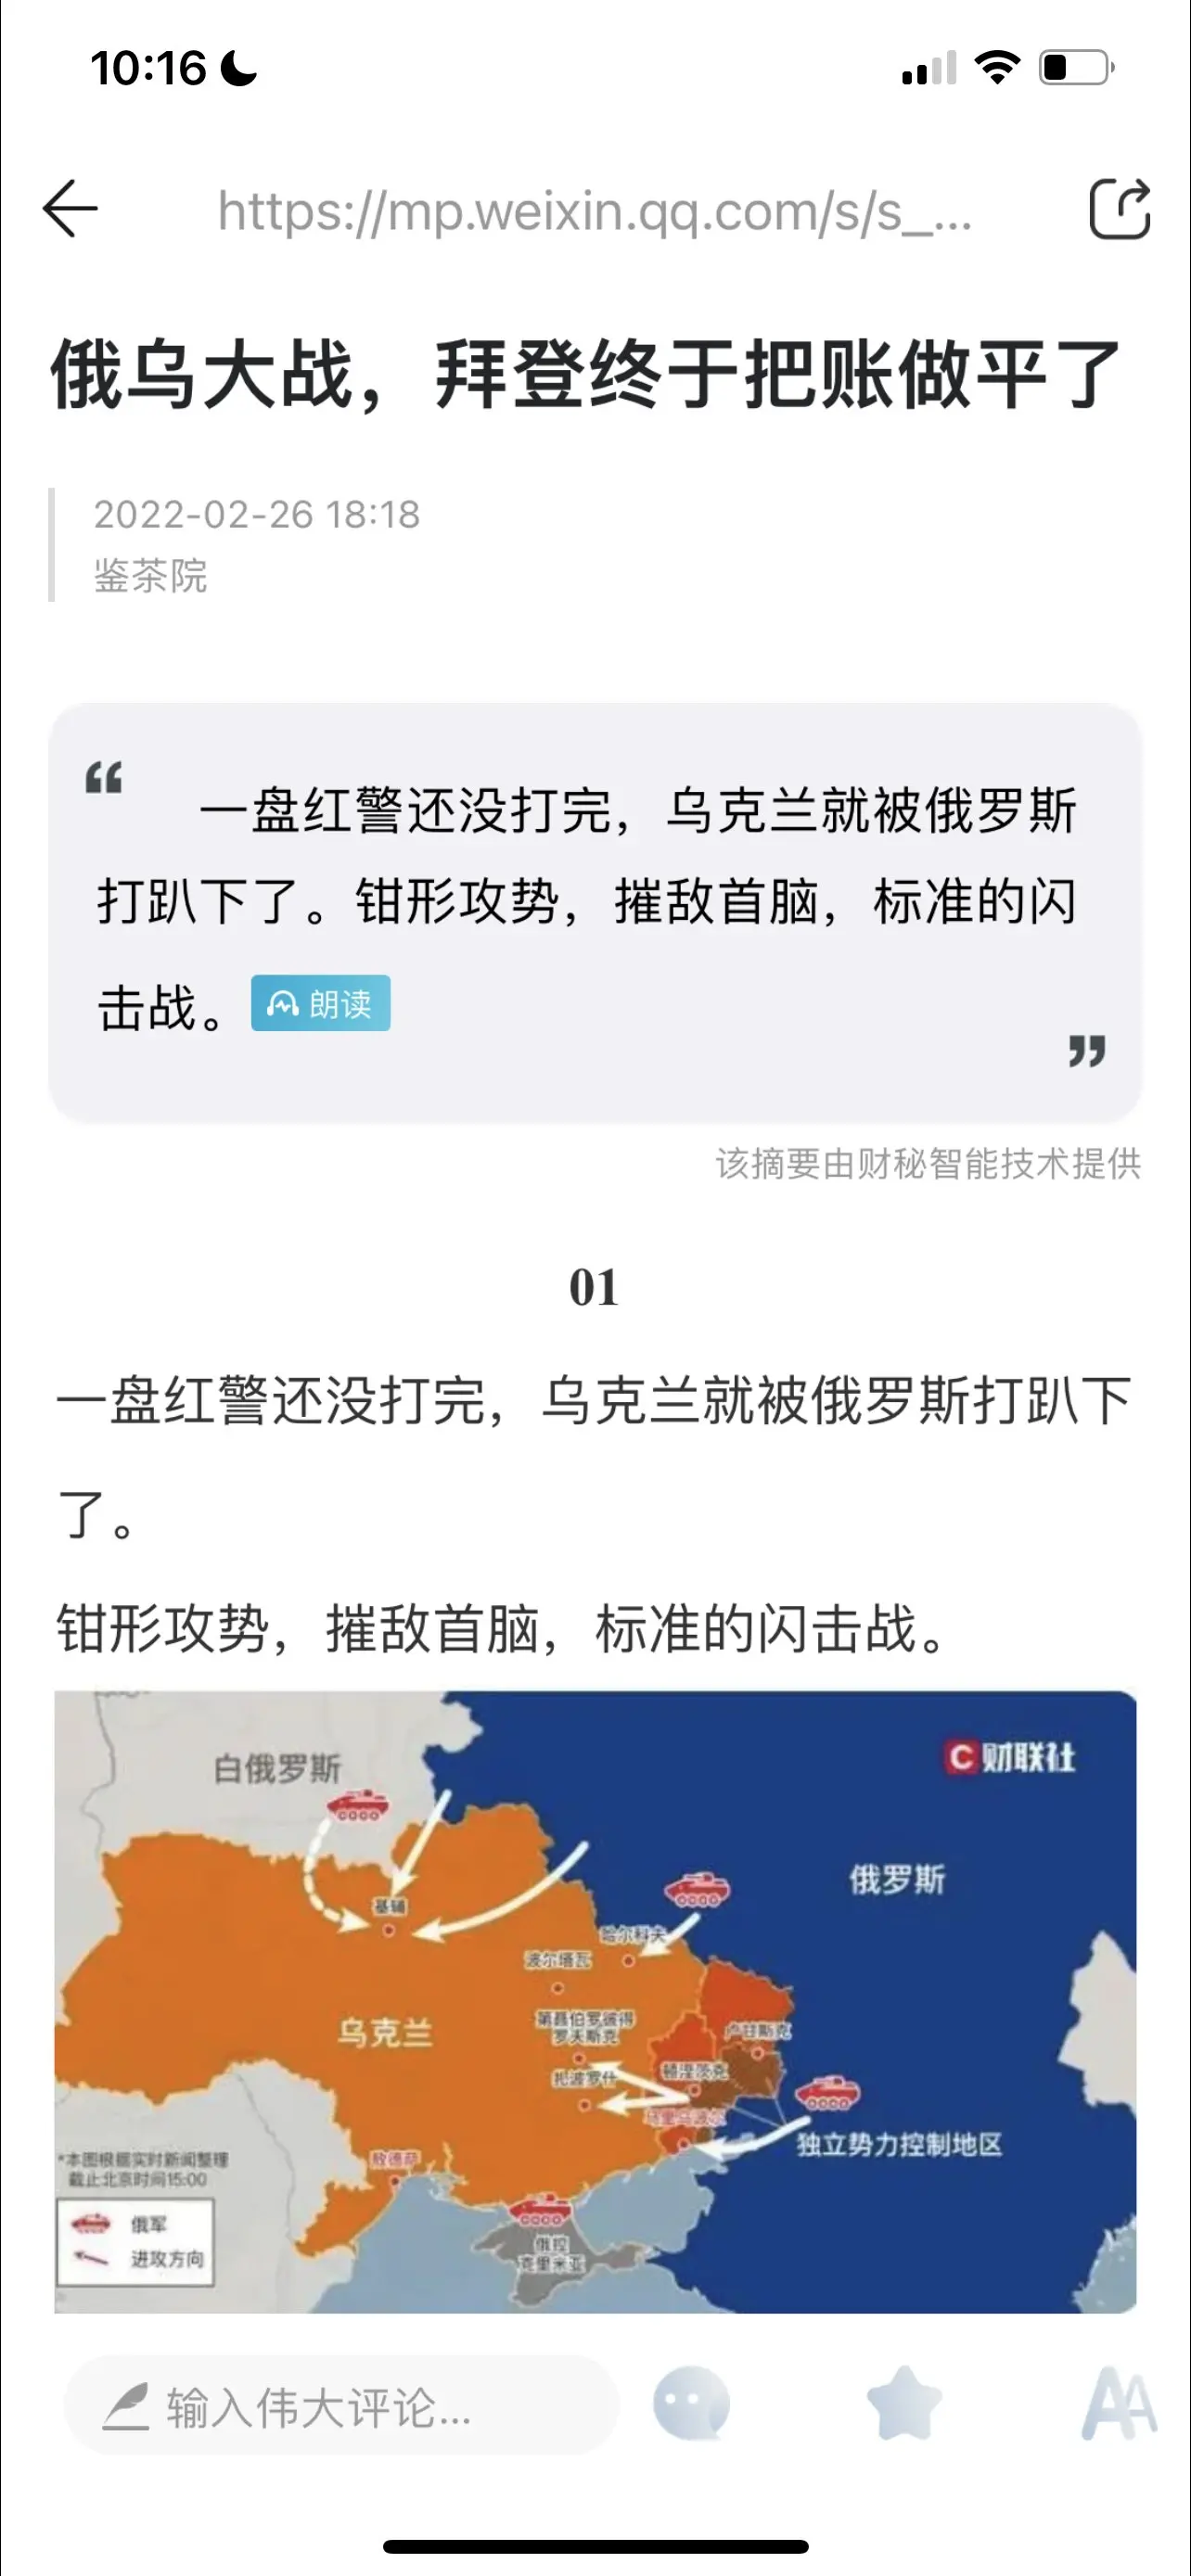 10:16
https://mp.weixin.qq.com/s/s_...
俄乌大战，拜登终于把账做平了
2022-02-26 18:18
鉴茶院
“
一盘红警还没打完，乌克兰就被俄罗斯
打趴下了。钳形攻势，摧敌首脑，标准的闪
击战。 朗读
”
该摘要由财秘智能技术提供
01
一盘红警还没打完，乌克兰就被俄罗斯打趴下
了。
钳形攻势，摧敌首脑，标准的闪击战。
C 财联社
白俄罗斯
俄罗斯
基辅
哈尔科夫
波尔塔瓦
第聂伯罗彼得
罗夫斯克
乌克兰
卢甘斯克
顿涅茨克
扎波罗什
马里乌波尔
独立势力控制地区
*本图根据实时新闻整理
截止北京时间15:00
敖德萨
俄军
进攻方向
俄控
克里米亚
输入伟大评论...
AA